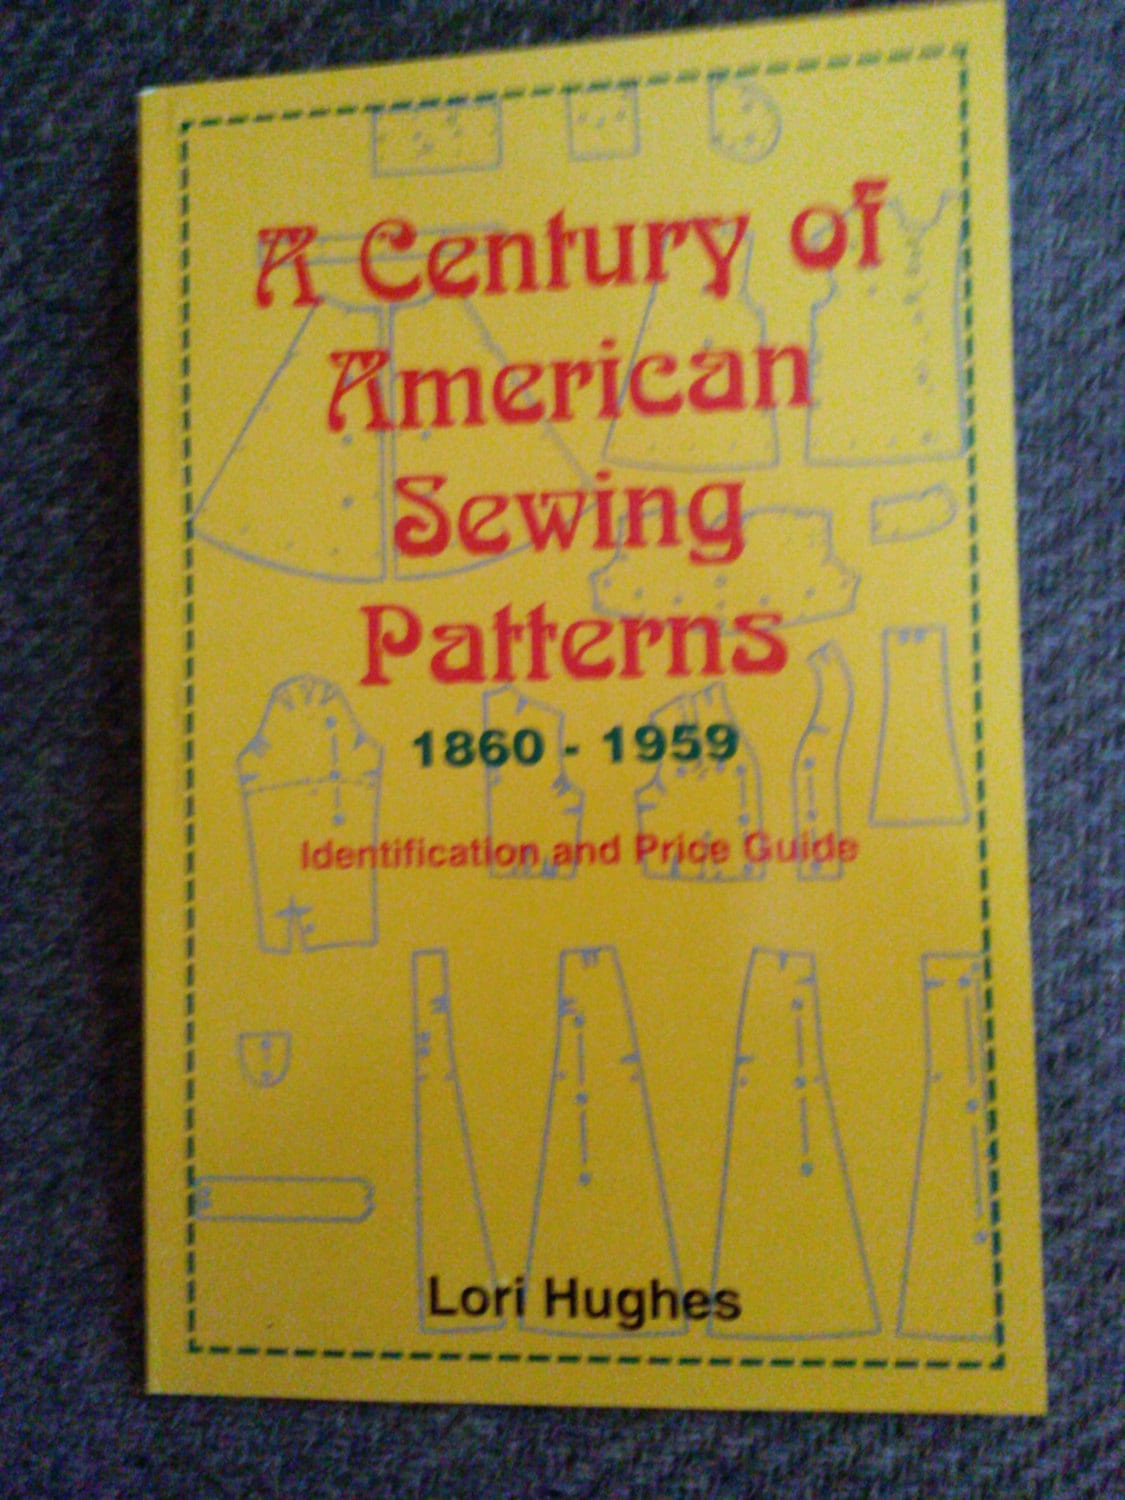 A Century of
American
Sewing
Patterns
1860 - 1959
Identification and Price Guide
Lori Hughes